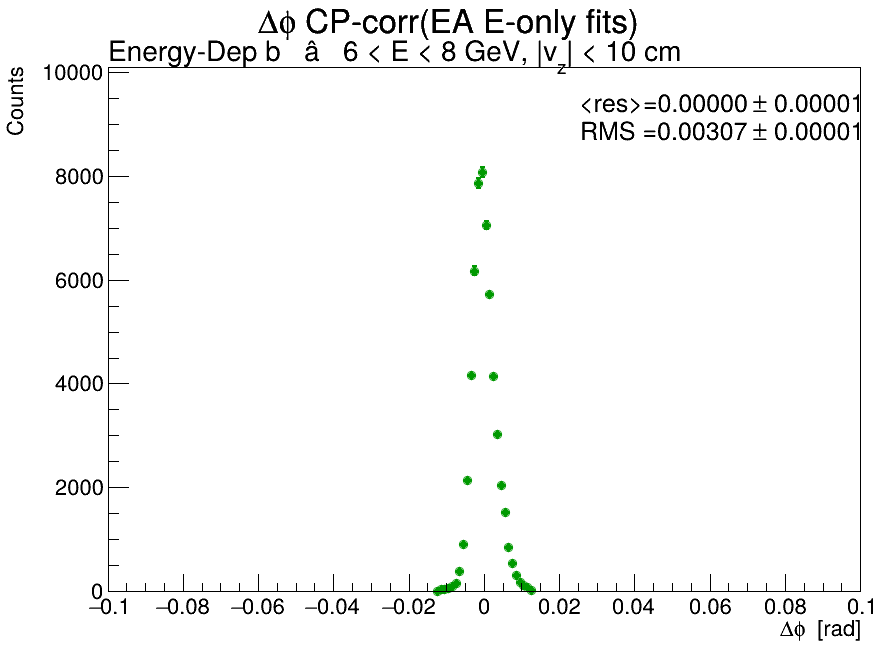 Δϕ CP-corr(EA E-only fits)
Energy-Dep b â 6 < E < 8 GeV, |v_z| < 10 cm
Counts
<res>=0.00000 ± 0.00001
RMS =0.00307 ± 0.00001
10000
8000
6000
4000
2000
0
−0.1 −0.08 −0.06 −0.04 −0.02 0 0.02 0.04 0.06 0.08 0.1
Δϕ [rad]